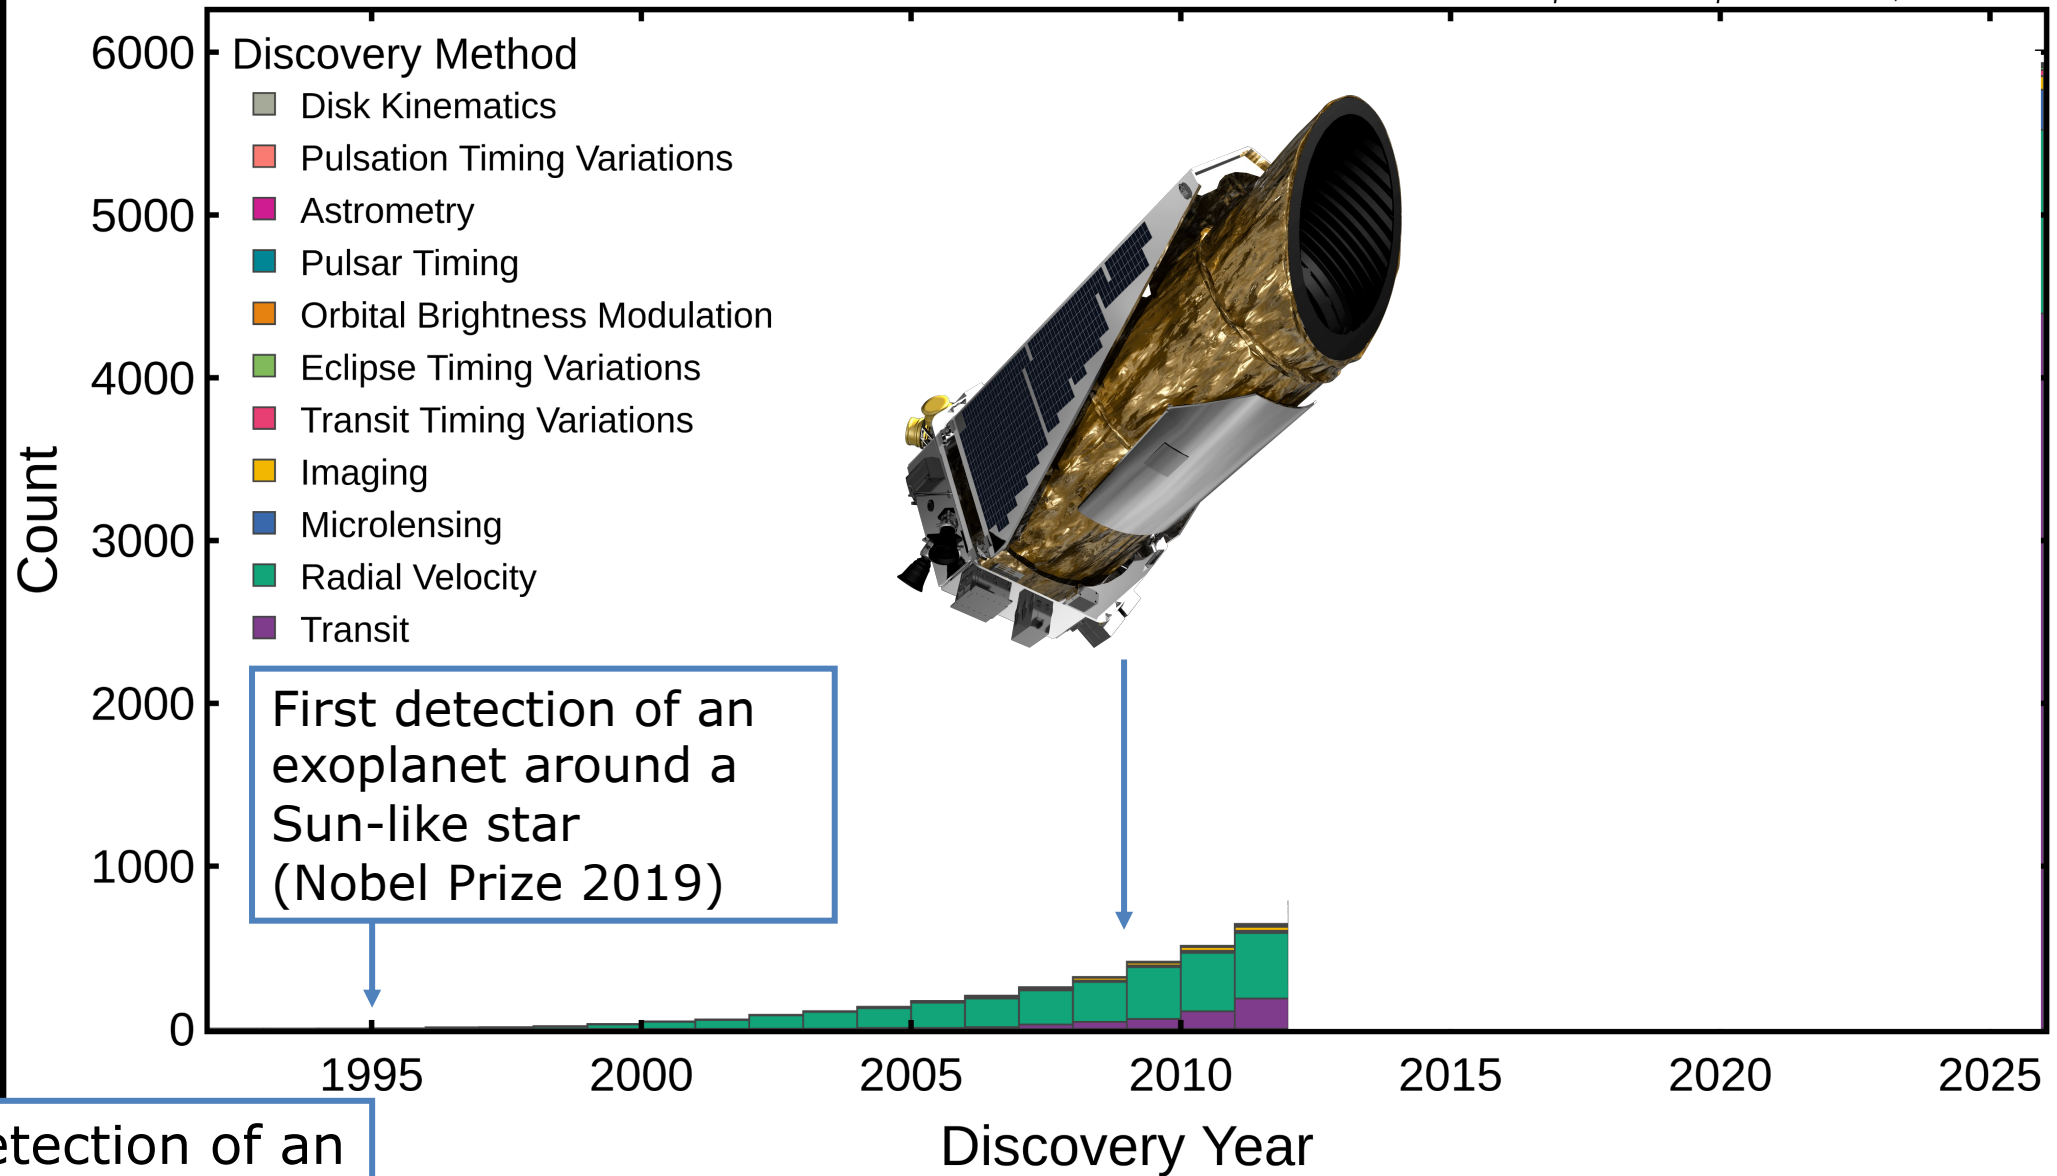 6000
5000
4000
3000
2000
1000
0
Count
Discovery Method
Disk Kinematics
Pulsation Timing Variations
Astrometry
Pulsar Timing
Orbital Brightness Modulation
Eclipse Timing Variations
Transit Timing Variations
Imaging
Microlensing
Radial Velocity
Transit
First detection of an
exoplanet around a
Sun-like star
(Nobel Prize 2019)
1995
2000
2005
2010
2015
2020
2025
Discovery Year
etection of an